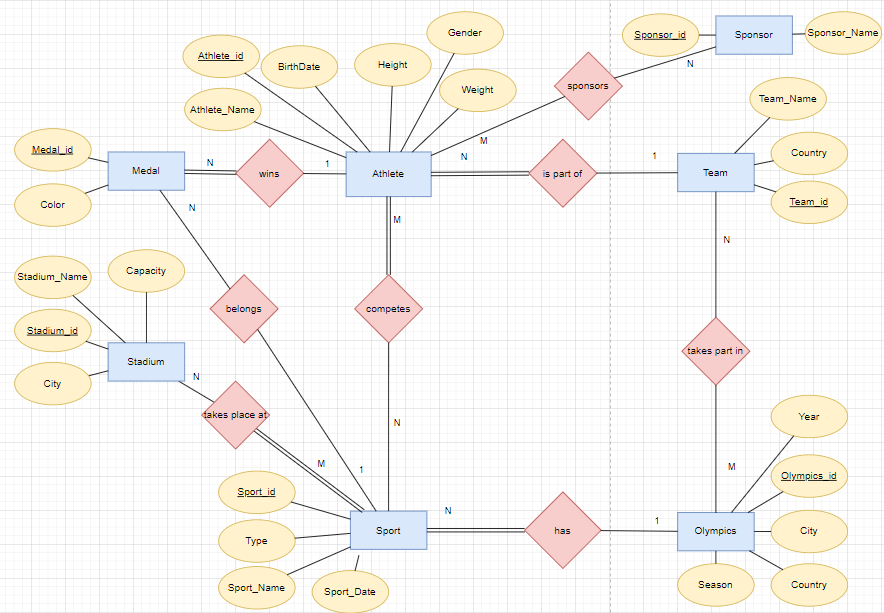 Gender
Sponsor_id
Sponsor
Sponsor_Name
Athlete_id
BirthDate
Height
N
Weight
sponsors
Athlete_Name
Team_Name
M
Medal_id
Medal
N
wins
1
Athlete
N
is part of
1
Team
Country
Color
Team_id
N
M
N
Stadium_Name
Capacity
belongs
competes
Stadium_id
Stadium
takes part in
N
City
takes place at
Year
N
M
1
M
Olympics_id
Sport_id
N
1
Type
Sport
has
Olympics
City
Sport_Name
Sport_Date
Season
Country